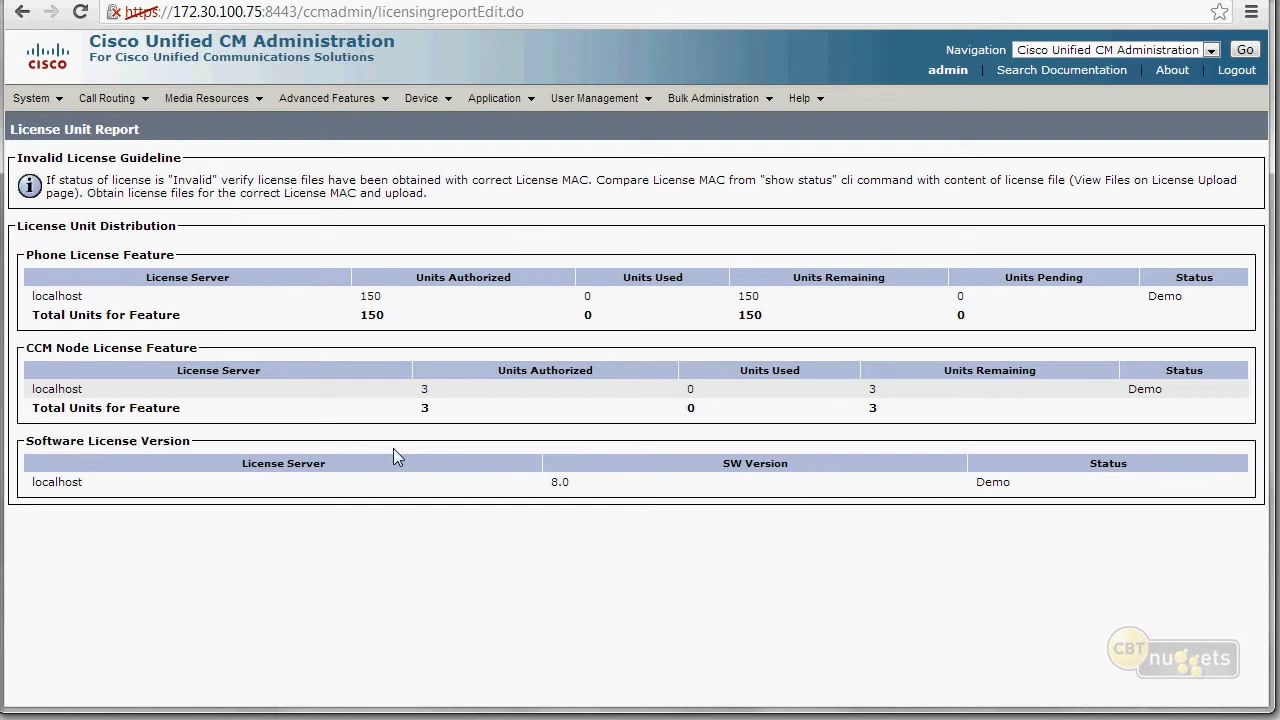 https://172.30.100.75:8443/ccmadmin/licensingreportEdit.do
CISCO
Cisco Unified CM Administration
For Cisco Unified Communications Solutions
Navigation Cisco Unified CM Administration Go
admin | Search Documentation | About | Logout
System Call Routing Media Resources Advanced Features Device Application User Management Bulk Administration Help
License Unit Report
Invalid License Guideline
If status of license is "Invalid" verify license files have been obtained with correct License MAC. Compare License MAC from "show status" cli command with content of license file (View Files on License Upload
page). Obtain license files for the correct License MAC and upload.
License Unit Distribution
Phone License Feature
License Server Units Authorized Units Used Units Remaining Units Pending Status
localhost 150 0 150 0 Demo
Total Units for Feature 150 0 150 0
CCM Node License Feature
License Server Units Authorized Units Used Units Remaining Status
localhost 3 0 3 Demo
Total Units for Feature 3 0 3
Software License Version
License Server SW Version Status
localhost 8.0 Demo
CBT nuggets